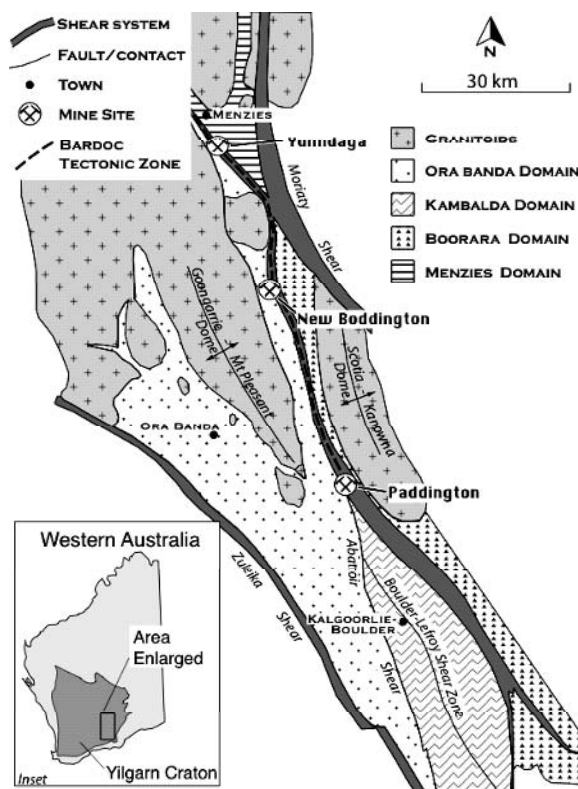 SHEAR SYSTEM
FAULT/CONTACT
TOWN
MINE SITE
BARDOC
TECTONIC ZONE
N
30 km
GRANITOIDS
ORA BANDA DOMAIN
KAMBALDA DOMAIN
BOORARA DOMAIN
MENZIES DOMAIN
MENZIES
Yunndaga
Moriaty
Shear
New Boddington
Goongarrie
Dome
Mt Pleasant
Scotia
Dome
Kanowna
ORA BANDA
Paddington
Zuleika
Shear
Abattoir
Shear
KALGOORLIE-
BOULDER
Boulder-Lefroy Shear Zone
Western Australia
Area
Enlarged
Yilgarn Craton
Inset